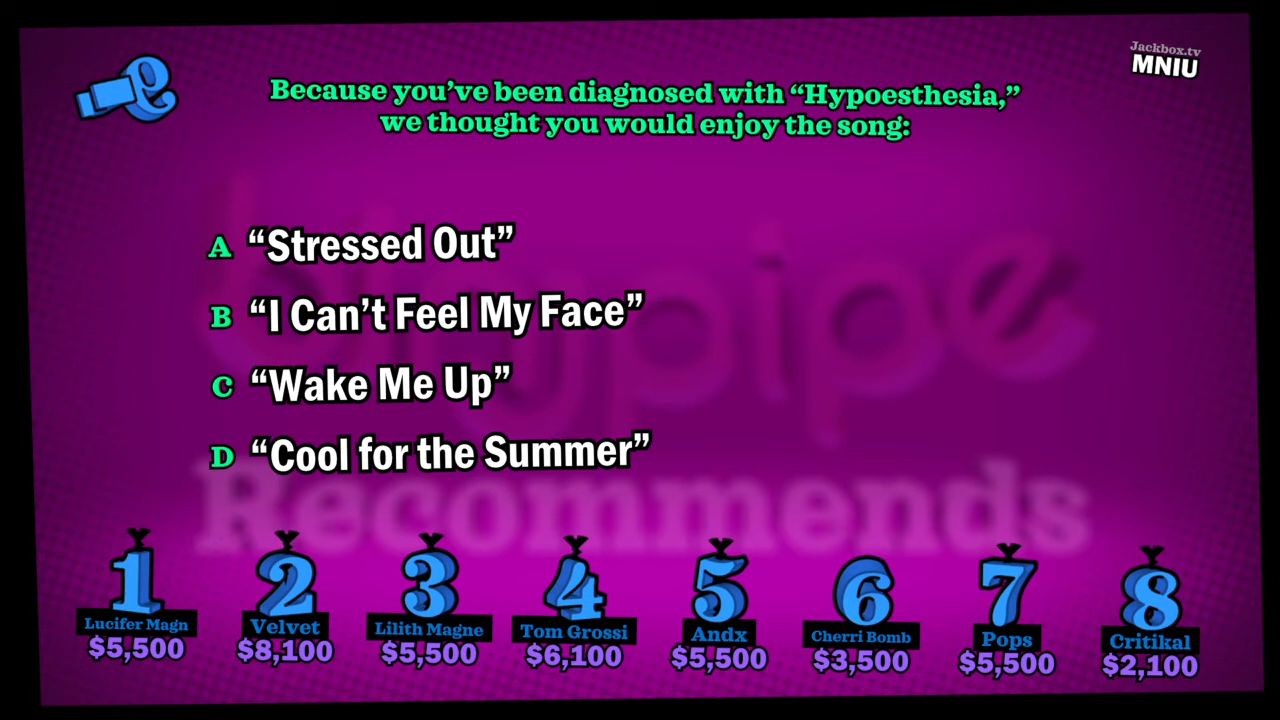 Jackbox.tv
MNIU
e
Because you've been diagnosed with “Hypoesthesia,”
we thought you would enjoy the song:
A “Stressed Out”
B “I Can't Feel My Face”
C “Wake Me Up”
D “Cool for the Summer”
Recommends
1 2 3 4 5 6 7 8
Lucifer Magn Velvet Lilith Magne Tom Grossi Andx Cherri Bomb Pops Critikal
$5,500 $8,100 $5,500 $6,100 $5,500 $3,500 $5,500 $2,100